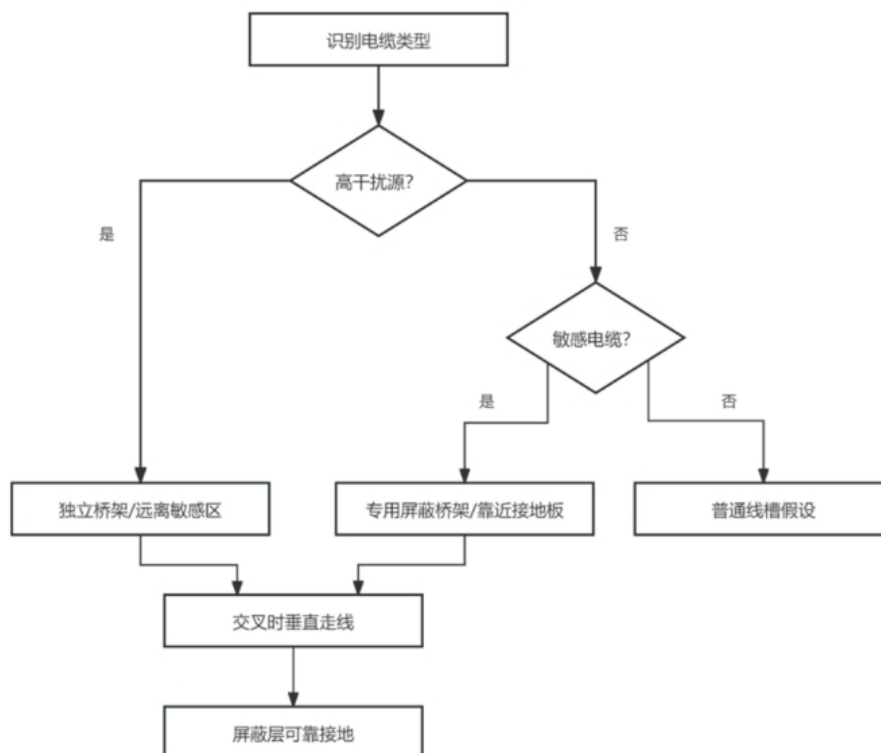 识别电缆类型
高干扰源?
是
否
敏感电缆?
是
否
独立桥架/远离敏感区
专用屏蔽桥架/靠近接地板
普通线槽假设
交叉时垂直走线
屏蔽层可靠接地